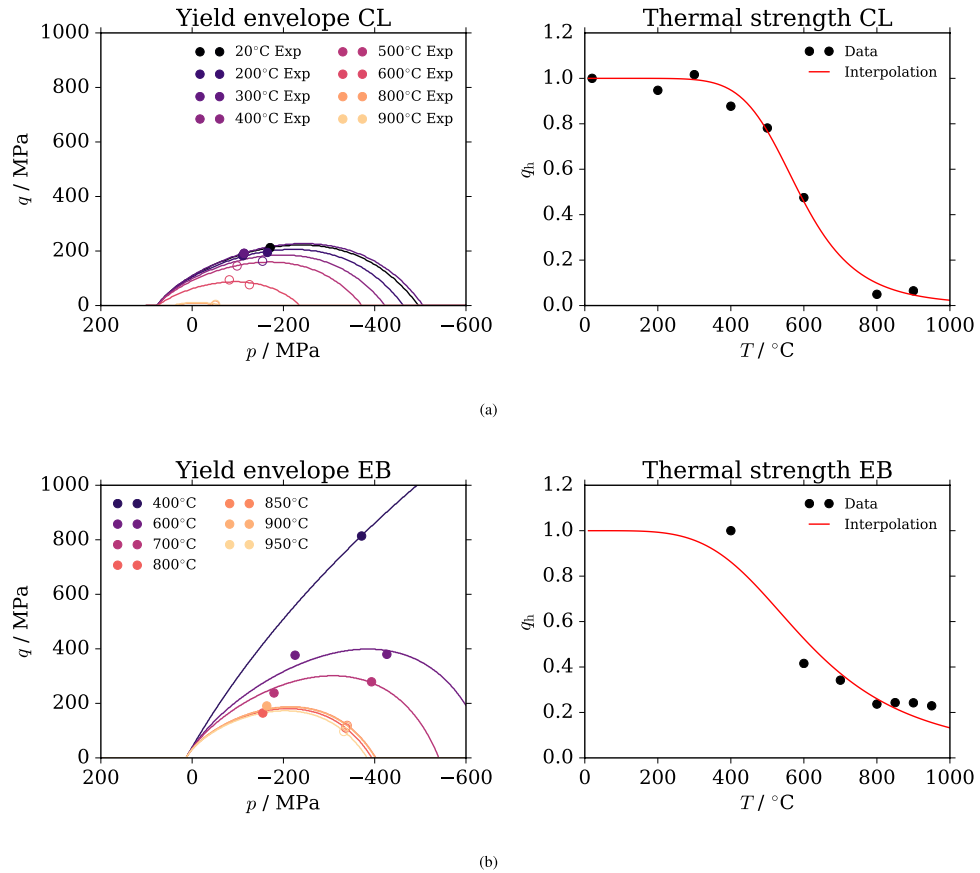 Yield envelope CL
1000
800
600
400
200
0
200
0
−200
−400
−600
q / MPa
p / MPa
20°C Exp
200°C Exp
300°C Exp
400°C Exp
500°C Exp
600°C Exp
800°C Exp
900°C Exp
Thermal strength CL
1.2
1.0
0.8
0.6
0.4
0.2
0.0
0
200
400
600
800
1000
qh
T / °C
Data
Interpolation
(a)
Yield envelope EB
1000
800
600
400
200
0
200
0
−200
−400
−600
q / MPa
p / MPa
400°C
600°C
700°C
800°C
850°C
900°C
950°C
Thermal strength EB
1.2
1.0
0.8
0.6
0.4
0.2
0.0
0
200
400
600
800
1000
qh
T / °C
Data
Interpolation
(b)